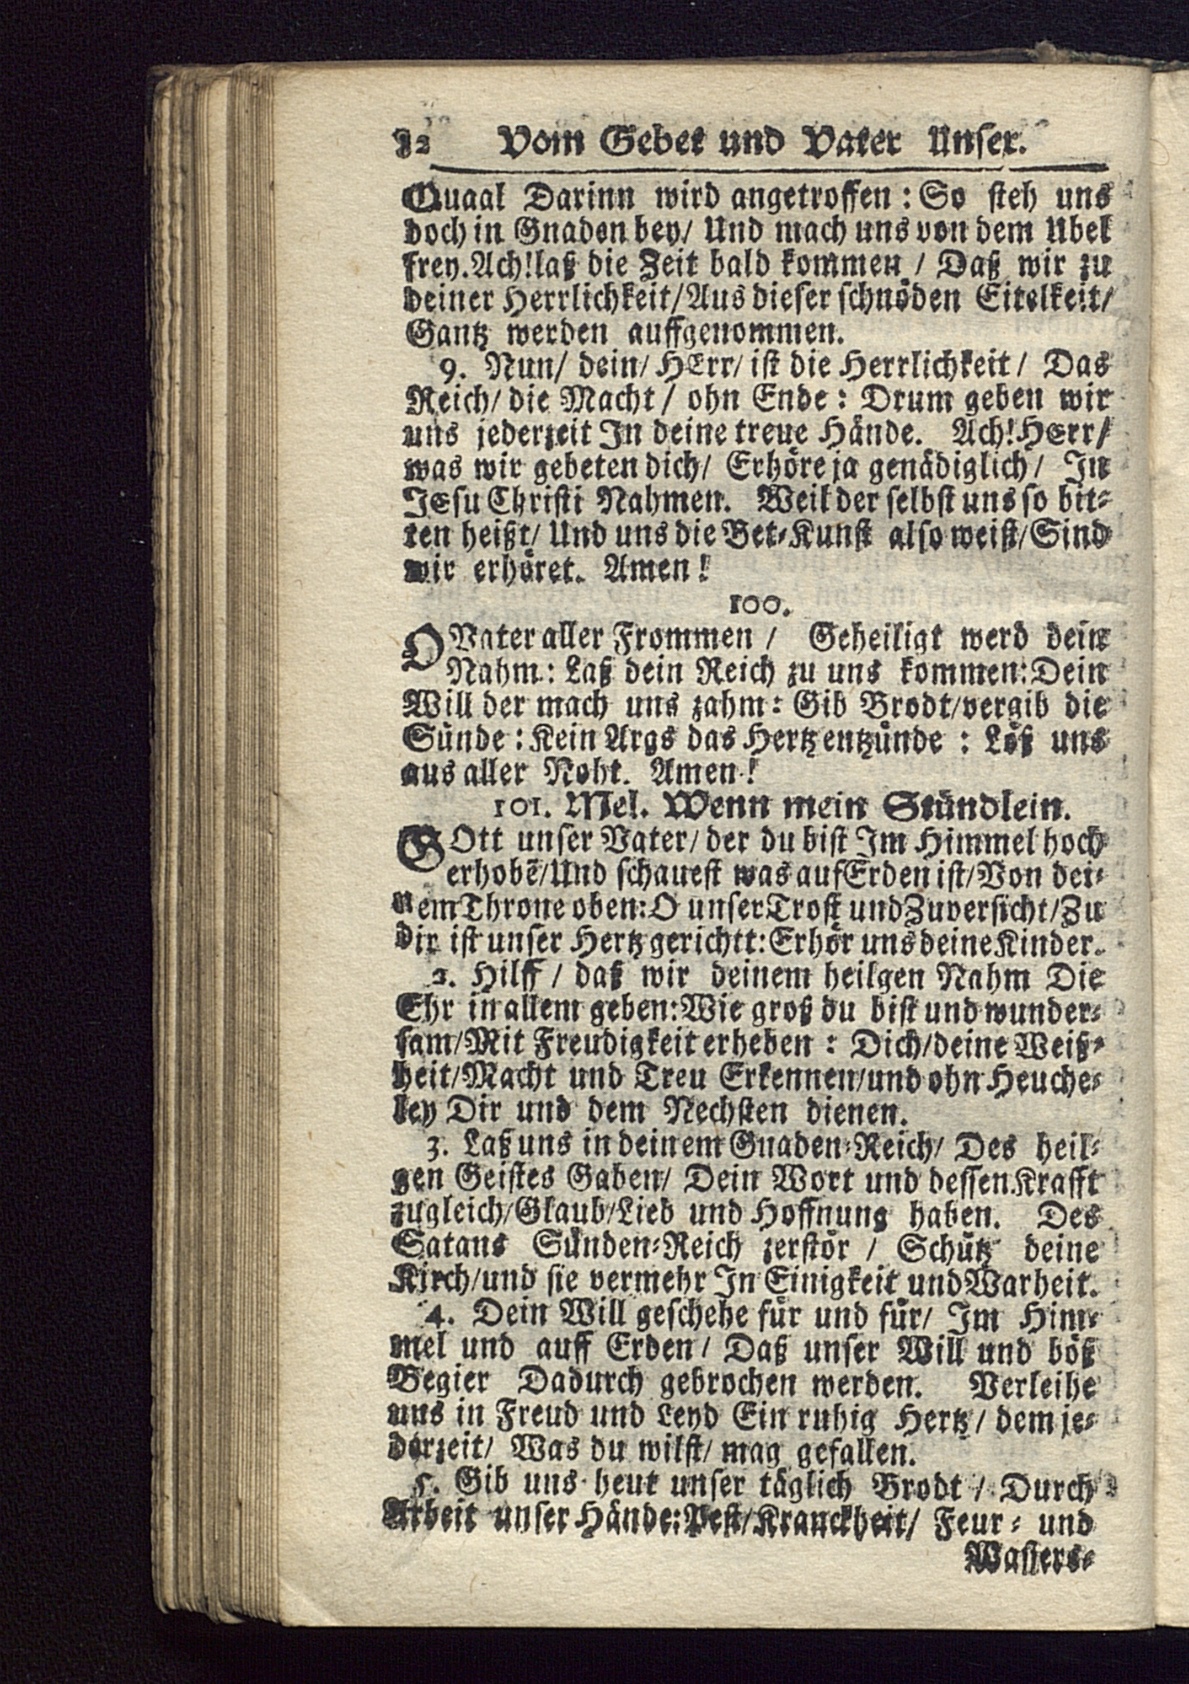 82 Vom Gebet und Vater Unser.
Quaal Darinn wird angetroffen: So steh uns
doch in Gnaden bey/ Und mach uns von dem Ubel
frey. Ach! laß die Zeit bald kommen / Daß wir zu
deiner Herrlichkeit/ Aus dieser schnöden Eitelkeit/
Gantz werden auffgenommen.
9. Nun/ dein/ HErr/ ist die Herrlichkeit / Das
Reich/ die Macht / ohn Ende: Drum geben wir
uns jederzeit In deine treue Hände. Ach! HErr/
was wir gebeten dich/ Erhöre ja genädiglich/ In
JEsu Christi Nahmen. Weil der selbst uns so bit-
ten heißt/ Und uns die Bet-Kunst also weist/ Sind
wir erhöret. Amen!
100.
O Vater aller Frommen / Geheiligt werd dein
Nahm: Laß dein Reich zu uns kommen: Dein
Will der mach uns zahm: Gib Brodt/ vergib die
Sünde: Kein Args das Hertz entzünde: Löß uns
aus aller Noht. Amen!
101. Mel. Wenn mein Stündlein.
GOtt unser Vater/ der du bist Im Himmel hoch
erhobē/ Und schauest was auf Erden ist/ Von dei-
nem Throne oben: O unser Trost und Zuversicht/ Zu
dir ist unser Hertz gerichtt: Erhör uns deine Kinder.
2. Hilff / daß wir deinem heilgen Nahm Die
Ehr in allem geben: Wie groß du bist und wunder-
sam/ Mit Freudigkeit erheben: Dich/ deine Weiß-
heit/ Macht und Treu Erkennen/ und ohn Heuche-
ley Dir und dem Nechsten dienen.
3. Laß uns in deinem Gnaden-Reich/ Des heil-
gen Geistes Gaben/ Dein Wort und dessen Krafft
zugleich/ Glaub/ Lieb und Hoffnung haben. Des
Satans Sünden-Reich zerstör / Schütz deine
Kirch/ und sie vermehr In Einigkeit und Warheit.
4. Dein Will geschehe für und für/ Im Him-
mel und auff Erden/ Daß unser Will und böß
Begier Dadurch gebrochen werden. Verleihe
uns in Freud und Leyd Ein ruhig Hertz/ dem je-
derzeit/ Was du wilst/ mag gefallen.
5. Gib uns heut unser täglich Brodt / Durch
Arbeit unser Hände: Pest/ Kranckheit/ Feur- und
Wassers-